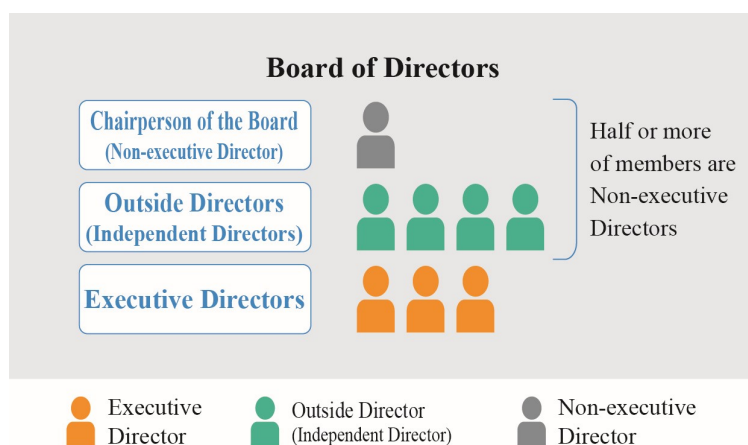 Board of Directors
Chairperson of the Board
(Non-executive Director)
Half or more
of members are
Non-executive
Directors
Outside Directors
(Independent Directors)
Executive Directors
Executive
Director
Outside Director
(Independent Director)
Non-executive
Director